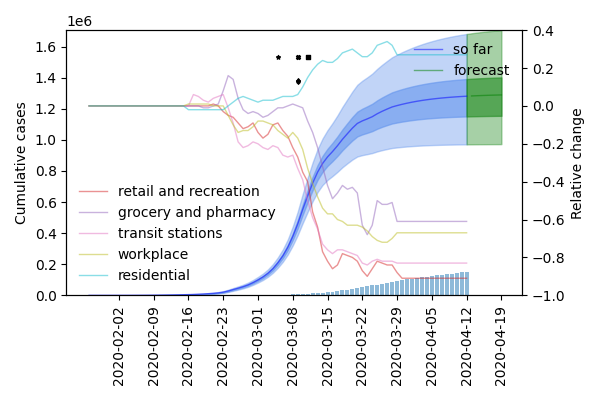 1e6
1.6
1.4
1.2
1.0
0.8
0.6
0.4
0.2
0.0
Cumulative cases
so far
forecast
retail and recreation
grocery and pharmacy
transit stations
workplace
residential
0.4
0.2
0.0
−0.2
−0.4
−0.6
−0.8
−1.0
Relative change
2020-02-02
2020-02-09
2020-02-16
2020-02-23
2020-03-01
2020-03-08
2020-03-15
2020-03-22
2020-03-29
2020-04-05
2020-04-12
2020-04-19